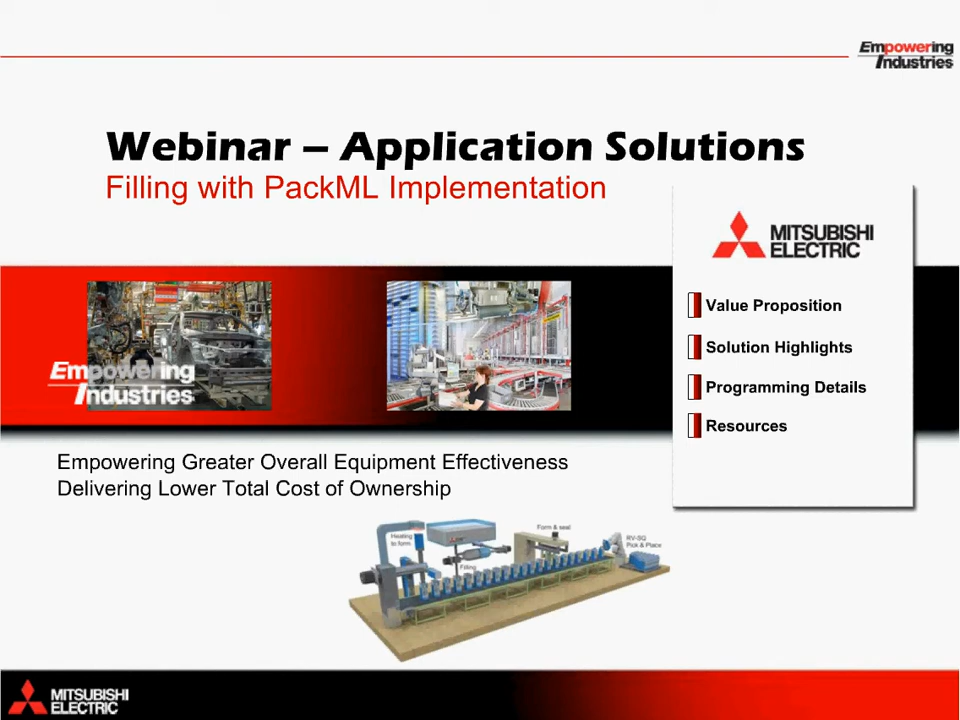 Empowering
Industries
Webinar – Application Solutions
Filling with PackML Implementation
MITSUBISHI
ELECTRIC
Value Proposition
Solution Highlights
Programming Details
Resources
Empowering
Industries
Empowering Greater Overall Equipment Effectiveness
Delivering Lower Total Cost of Ownership
Heating
to form
Filling
Form & seal
RV-SQ
Pick & Place
MITSUBISHI
ELECTRIC